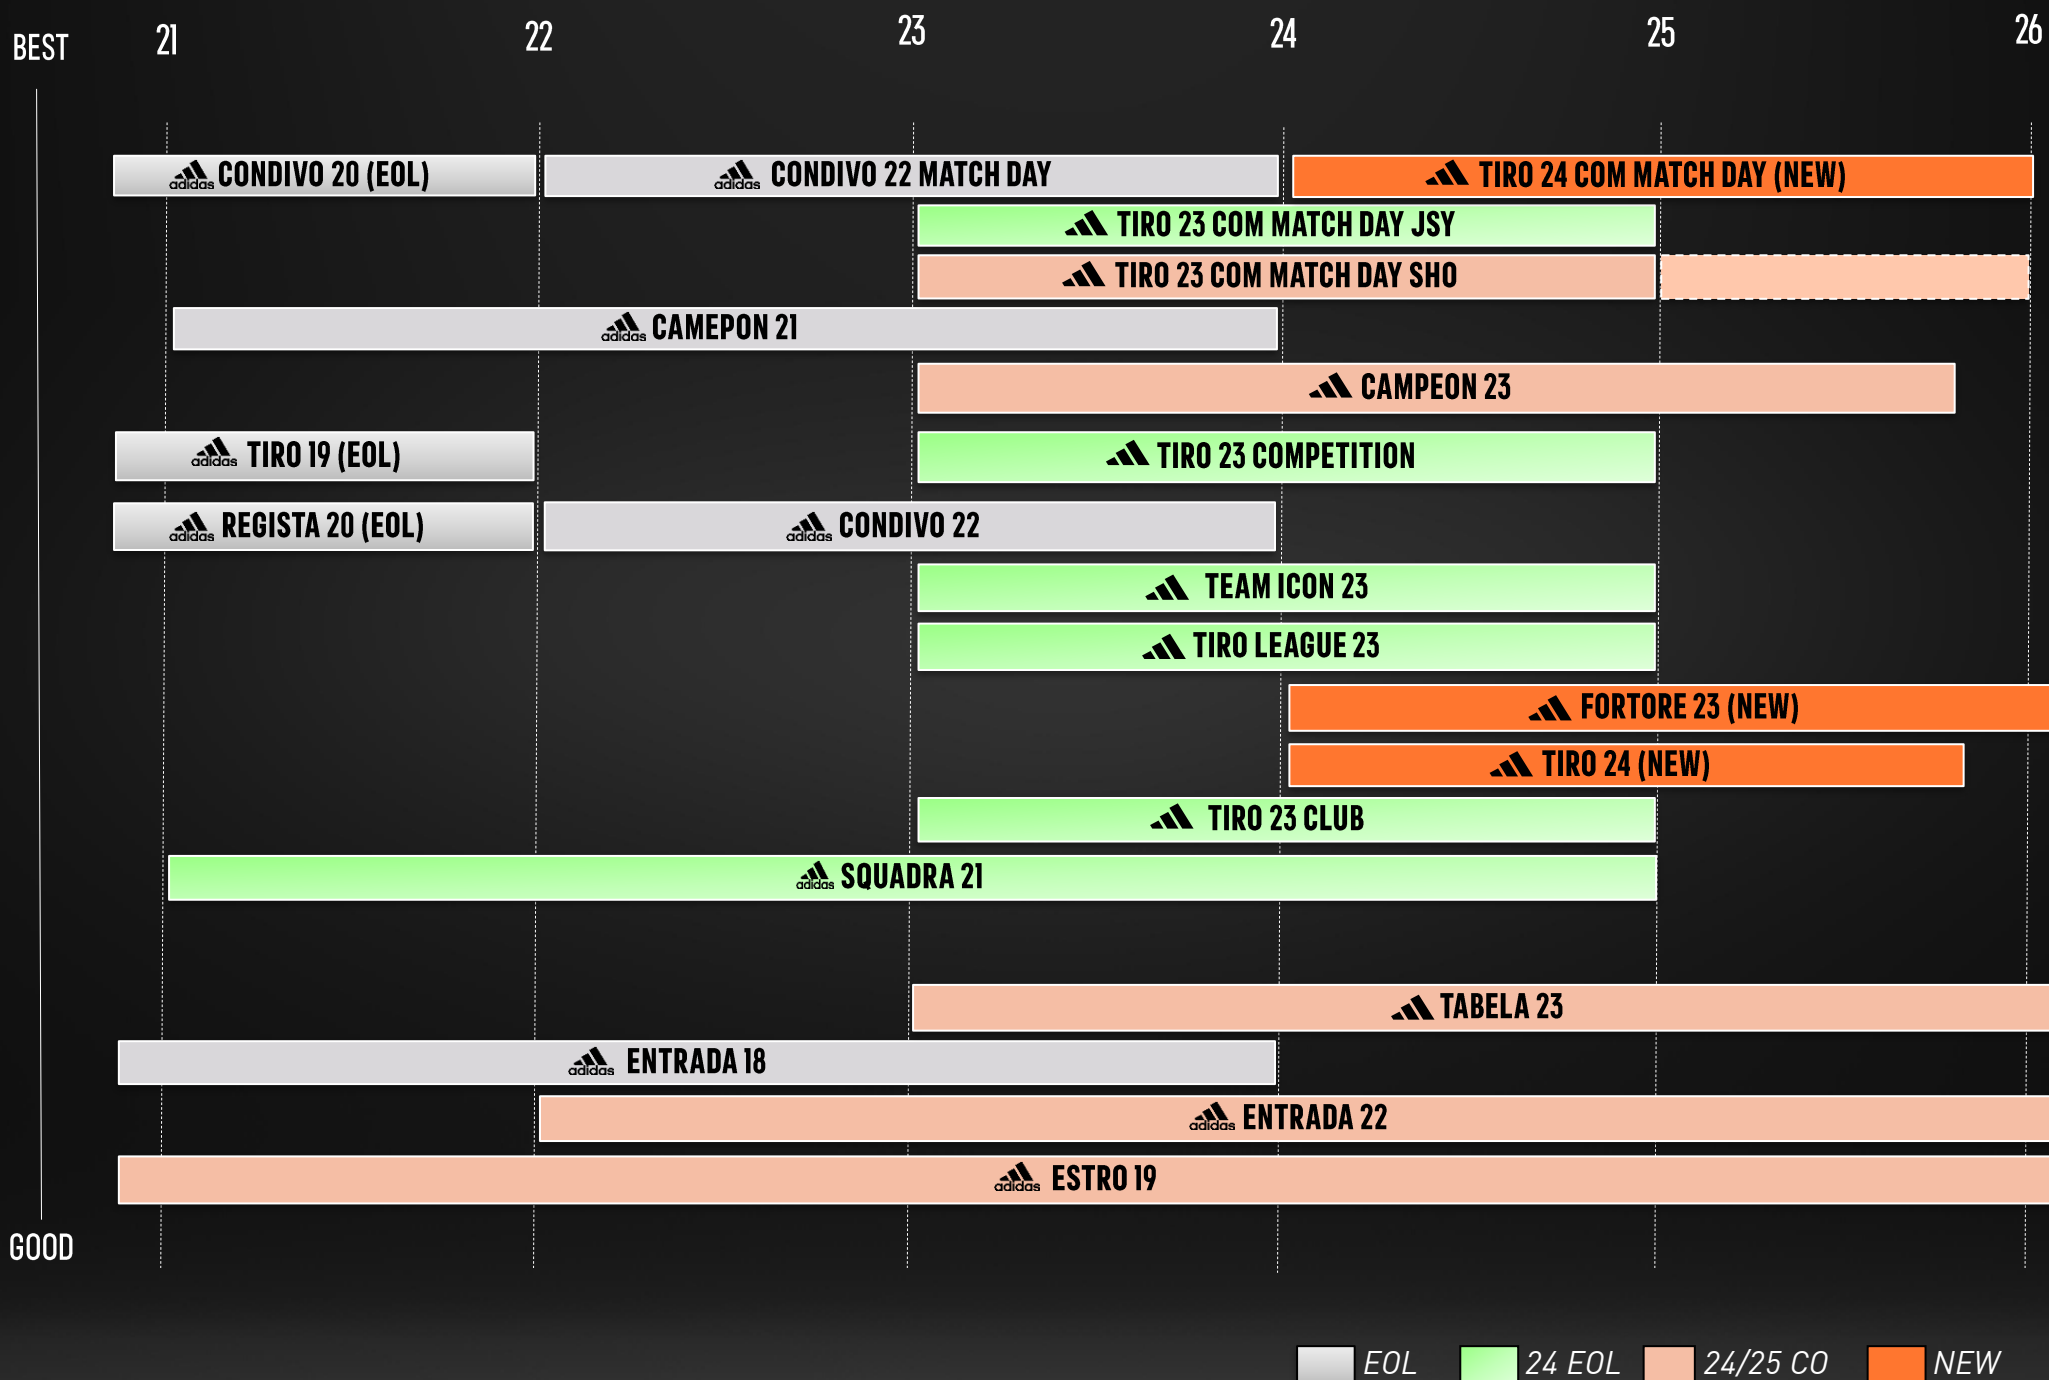 BEST 21 22 23 24 25 26
adidas CONDIVO 20 (EOL) adidas CONDIVO 22 MATCH DAY TIRO 24 COM MATCH DAY (NEW)
TIRO 23 COM MATCH DAY JSY
TIRO 23 COM MATCH DAY SHO
adidas CAMEPON 21
CAMPEON 23
adidas TIRO 19 (EOL) TIRO 23 COMPETITION
adidas REGISTA 20 (EOL) adidas CONDIVO 22
TEAM ICON 23
TIRO LEAGUE 23
FORTORE 23 (NEW)
TIRO 24 (NEW)
TIRO 23 CLUB
adidas SQUADRA 21
TABELA 23
adidas ENTRADA 18
adidas ENTRADA 22
adidas ESTRO 19
GOOD
EOL 24 EOL 24/25 CO NEW